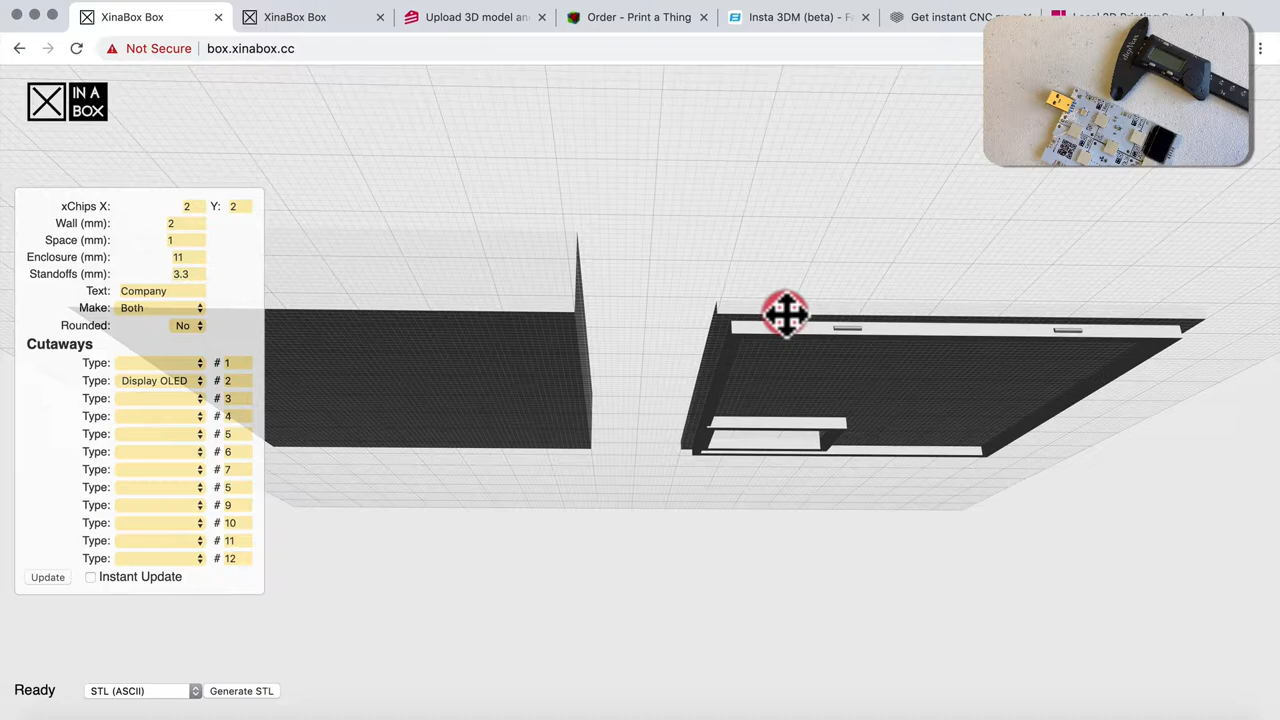 XinaBox Box
XinaBox Box
Upload 3D model an
Order - Print a Thing
Insta 3DM (beta) - F
Get instant CNC m
Not Secure
box.xinabox.cc
IN A
BOX
xChips X: 2 Y: 2
Wall (mm): 2
Space (mm): 1
Enclosure (mm): 11
Standoffs (mm): 3.3
Text: Company
Make: Both
Rounded: No
Cutaways
Type: # 1
Type: Display OLED # 2
Type: # 3
Type: # 4
Type: # 5
Type: # 6
Type: # 7
Type: # 5
Type: # 9
Type: # 10
Type: # 11
Type: # 12
Update
Instant Update
Ready
STL (ASCII)
Generate STL